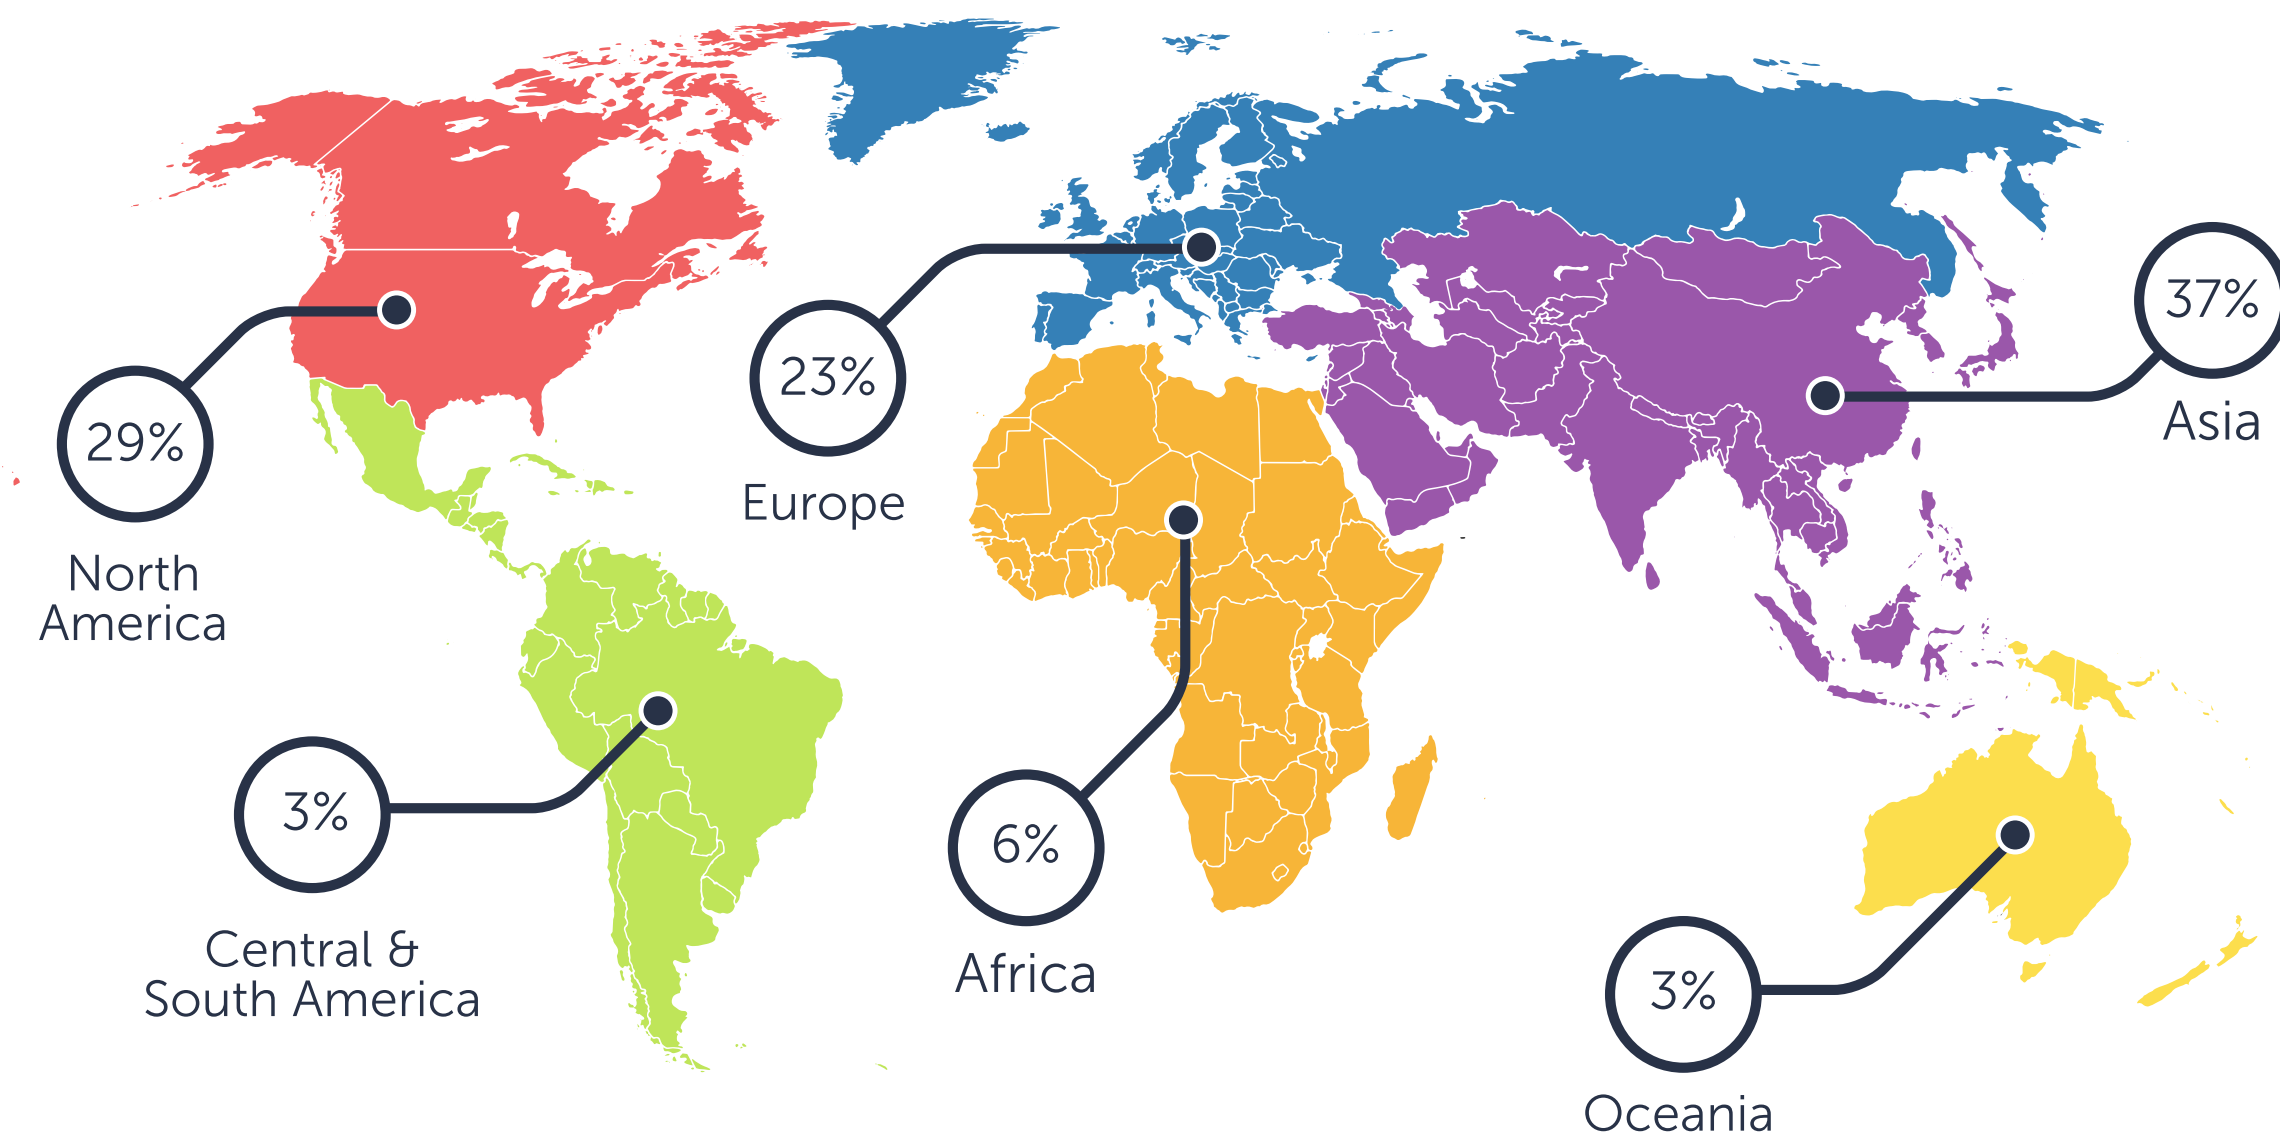 29%
North
America
23%
Europe
37%
Asia
3%
Central &
South America
6%
Africa
3%
Oceania